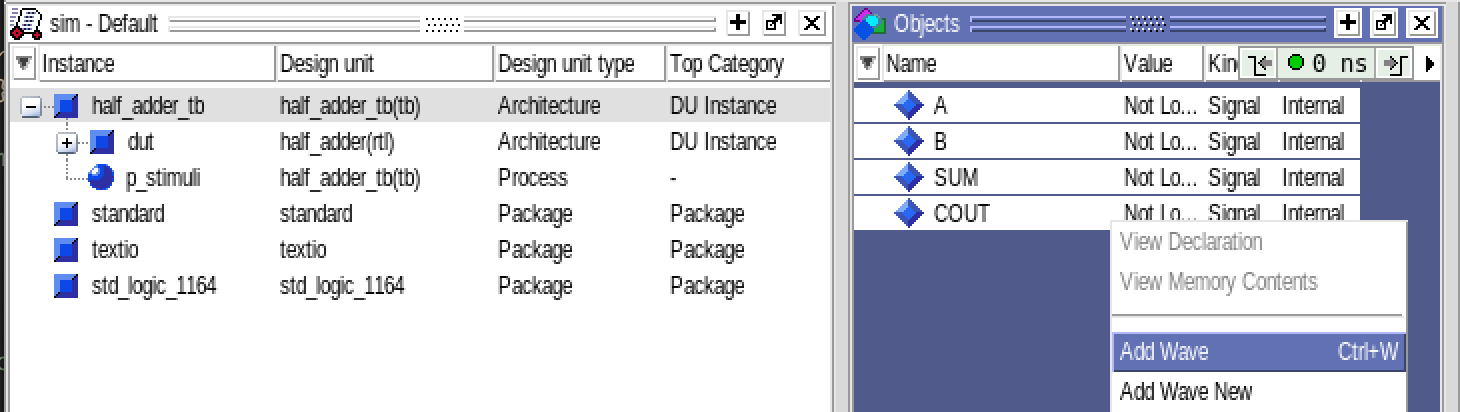 sim - Default
Instance Design unit Design unit type Top Category
half_adder_tb half_adder_tb(tb) Architecture DU Instance
dut half_adder(rtl) Architecture DU Instance
p_stimuli half_adder_tb(tb) Process -
standard standard Package Package
textio textio Package Package
std_logic_1164 std_logic_1164 Package Package
Objects
Name Value Kin 0 ns
A Not Lo... Signal Internal
B Not Lo... Signal Internal
SUM Not Lo... Signal Internal
COUT Not Lo... Signal Internal
View Declaration
View Memory Contents
Add Wave Ctrl+W
Add Wave New